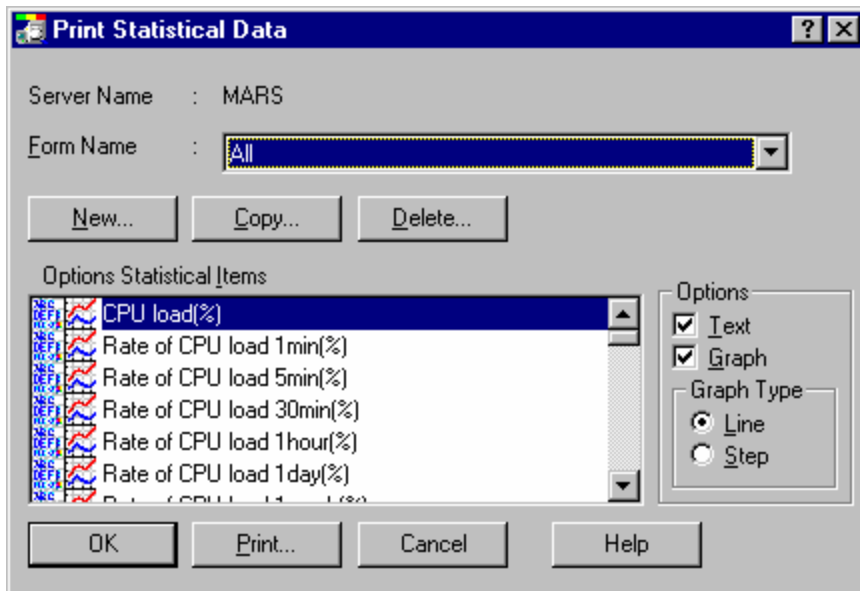 Print Statistical Data
Server Name : MARS
Form Name : All
New... Copy... Delete...
Options Statistical Items
CPU load(%)
Rate of CPU load 1min(%)
Rate of CPU load 5min(%)
Rate of CPU load 30min(%)
Rate of CPU load 1hour(%)
Rate of CPU load 1day(%)
Options
Text
Graph
Graph Type
Line
Step
OK Print... Cancel Help